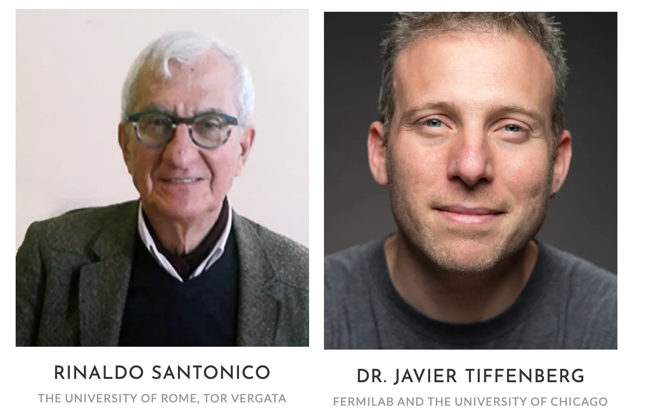 RINALDO SANTONICO
THE UNIVERSITY OF ROME, TOR VERGATA
DR. JAVIER TIFFENBERG
FERMILAB AND THE UNIVERSITY OF CHICAGO